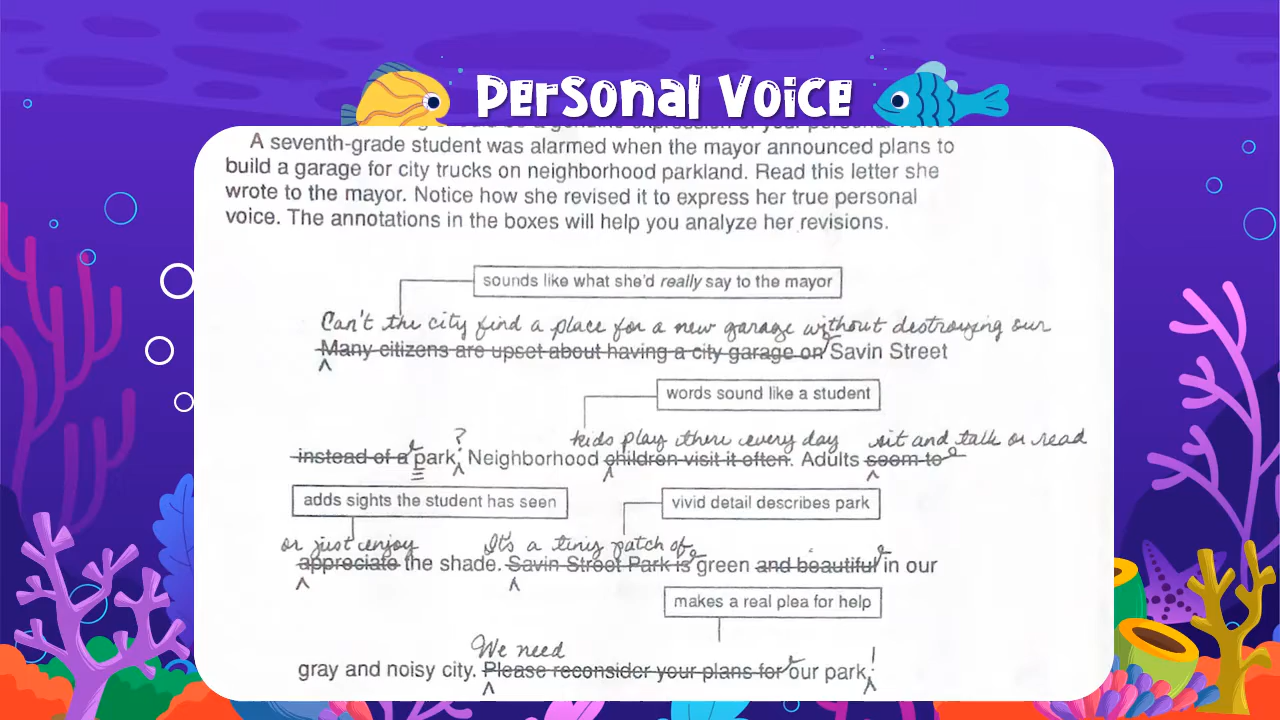 Personal Voice
A seventh-grade student was alarmed when the mayor announced plans to
build a garage for city trucks on neighborhood parkland. Read this letter she
wrote to the mayor. Notice how she revised it to express her true personal
voice. The annotations in the boxes will help you analyze her revisions.
sounds like what she'd really say to the mayor
Can't the city find a place for a new garage without destroying our
Many citizens are upset about having a city garage on Savin Street
words sound like a student
? kids play there every day sit and talk or read
instead of a park. Neighborhood children visit it often. Adults seem to
adds sights the student has seen vivid detail describes park
or just enjoy It's a tiny patch of
appreciate the shade. Savin Street Park is green and beautiful in our
makes a real plea for help
We need !
gray and noisy city. Please reconsider your plans for our park.